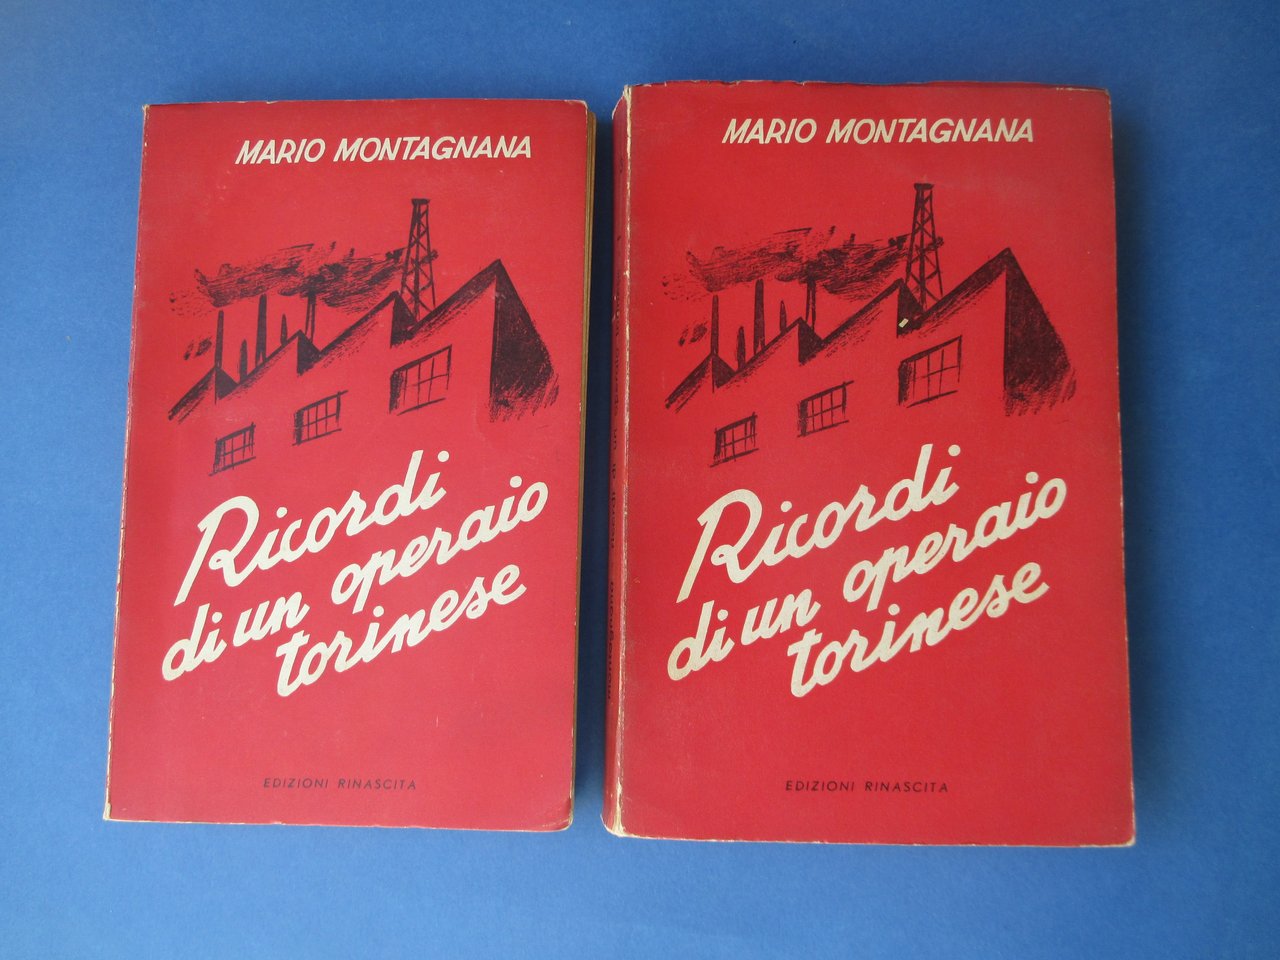 MARIO MONTAGNANA
Ricordi
di un operaio
torinese
EDIZIONI RINASCITA
MARIO MONTAGNANA
Ricordi
di un operaio
torinese
EDIZIONI RINASCITA